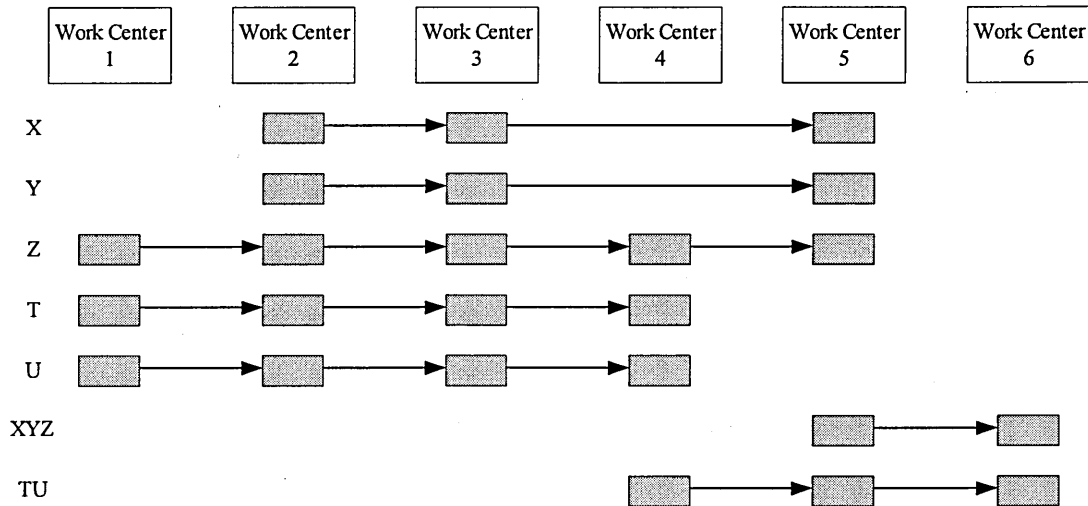 Work Center 1
Work Center 2
Work Center 3
Work Center 4
Work Center 5
Work Center 6
X
Y
Z
T
U
XYZ
TU